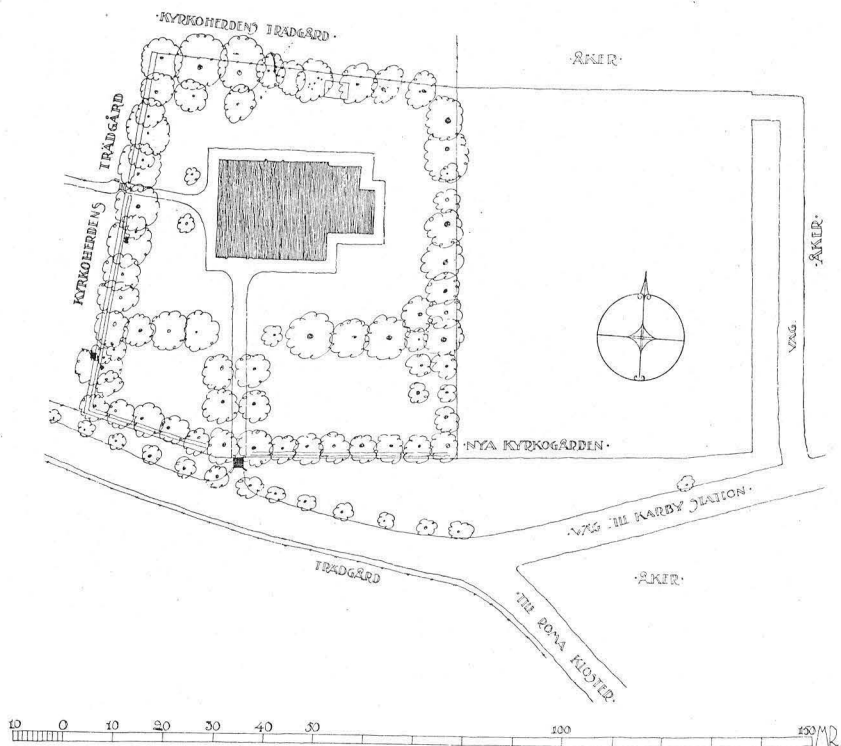 ·KYRKOHERDENS TRÄDGÅRD·
·ÅKER·
KYRKOHERDENS TRÄDGÅRD
·ÅKER·
VÄG.
·NYA KYRKOGÅRDEN·
·VÄG TILL KARBY STATION·
TRÄDGÅRD
·ÅKER·
·TILL ROMA KLOSTER·
10 0 10 20 30 40 50 100 150 MR